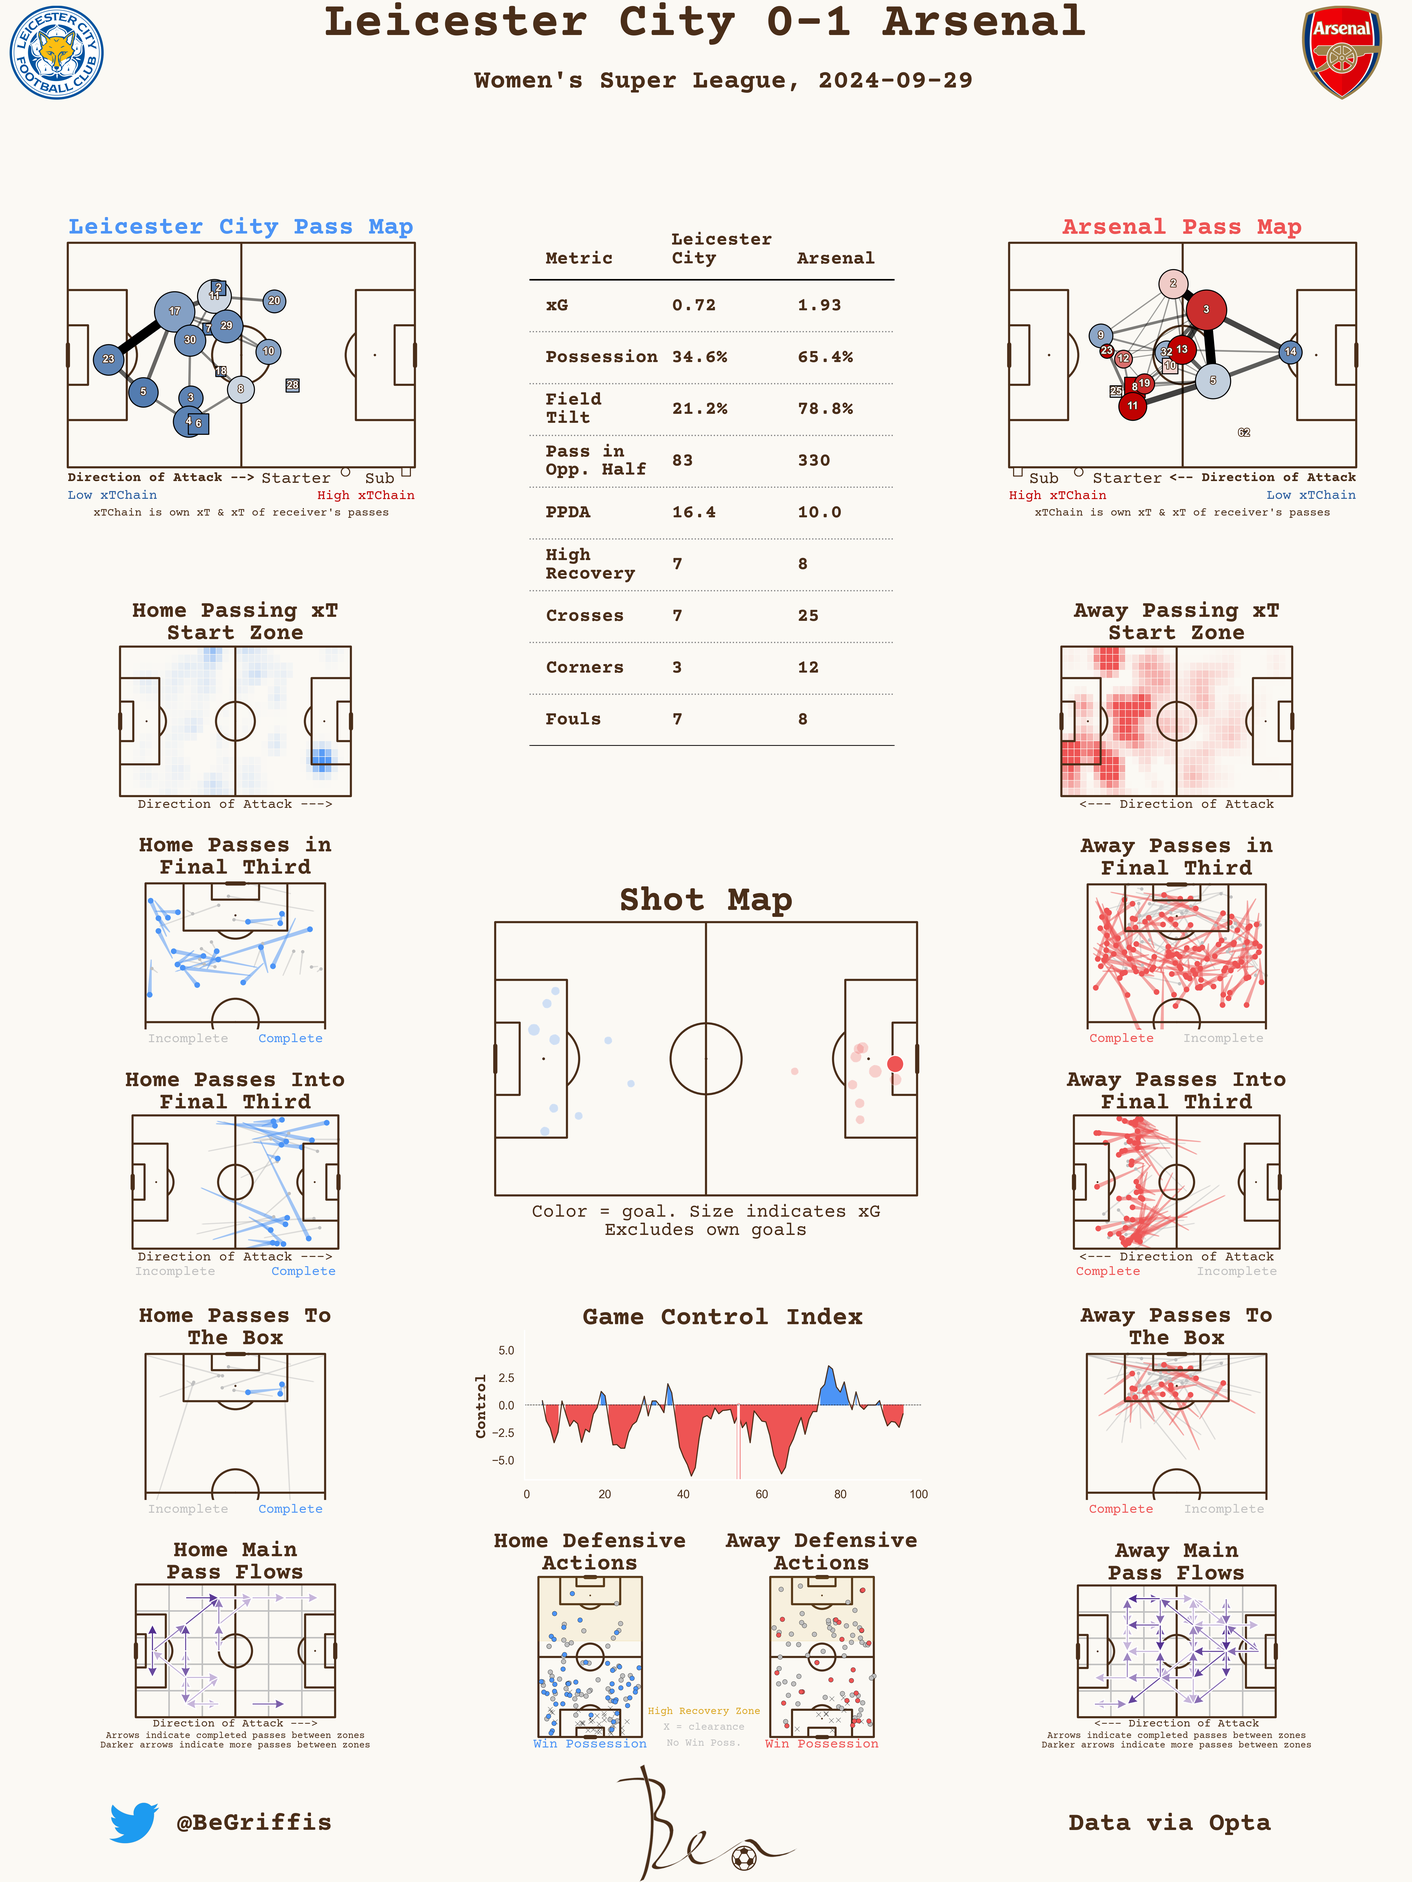 Leicester City 0-1 Arsenal
Women's Super League, 2024-09-29
LEICESTER CITY
FOOTBALL CLUB
Arsenal
Leicester City Pass Map
2
11
20
17
7
29
30
10
23
18
28
5
3
8
4
6
Direction of Attack -->
Starter
Sub
Low xTChain
High xTChain
xTChain is own xT & xT of receiver's passes
Metric
Leicester
City
Arsenal
xG
0.72
1.93
Possession
34.6%
65.4%
Field
Tilt
21.2%
78.8%
Pass in
Opp. Half
83
330
PPDA
16.4
10.0
High
Recovery
7
8
Crosses
7
25
Corners
3
12
Fouls
7
8
Arsenal Pass Map
2
3
9
23
12
32
13
10
14
25
8
19
5
11
62
Sub
Starter
<-- Direction of Attack
High xTChain
Low xTChain
xTChain is own xT & xT of receiver's passes
Home Passing xT
Start Zone
Direction of Attack --->
Away Passing xT
Start Zone
<--- Direction of Attack
Home Passes in
Final Third
Incomplete
Complete
Away Passes in
Final Third
Complete
Incomplete
Shot Map
Color = goal. Size indicates xG
Excludes own goals
Home Passes Into
Final Third
Direction of Attack --->
Incomplete
Complete
Away Passes Into
Final Third
<--- Direction of Attack
Complete
Incomplete
Home Passes To
The Box
Incomplete
Complete
Game Control Index
Control
5.0
2.5
0.0
−2.5
−5.0
0
20
40
60
80
100
Away Passes To
The Box
Complete
Incomplete
Home Main
Pass Flows
Direction of Attack --->
Arrows indicate completed passes between zones
Darker arrows indicate more passes between zones
Home Defensive
Actions
Win Possession
High Recovery Zone
X = clearance
No Win Poss.
Away Defensive
Actions
Win Possession
Away Main
Pass Flows
<--- Direction of Attack
Arrows indicate completed passes between zones
Darker arrows indicate more passes between zones
@BeGriffis
Ben
Data via Opta